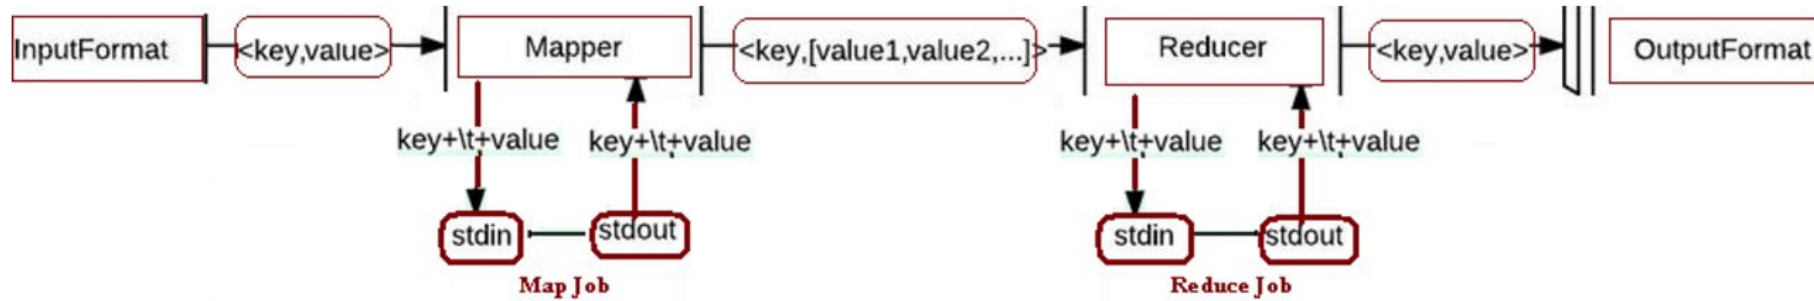 InputFormat
<key,value>
Mapper
<key,[value1,value2,...]>
Reducer
<key,value>
OutputFormat
key+\t+value
key+\t+value
key+\t+value
key+\t+value
stdin
stdout
stdin
stdout
Map Job
Reduce Job